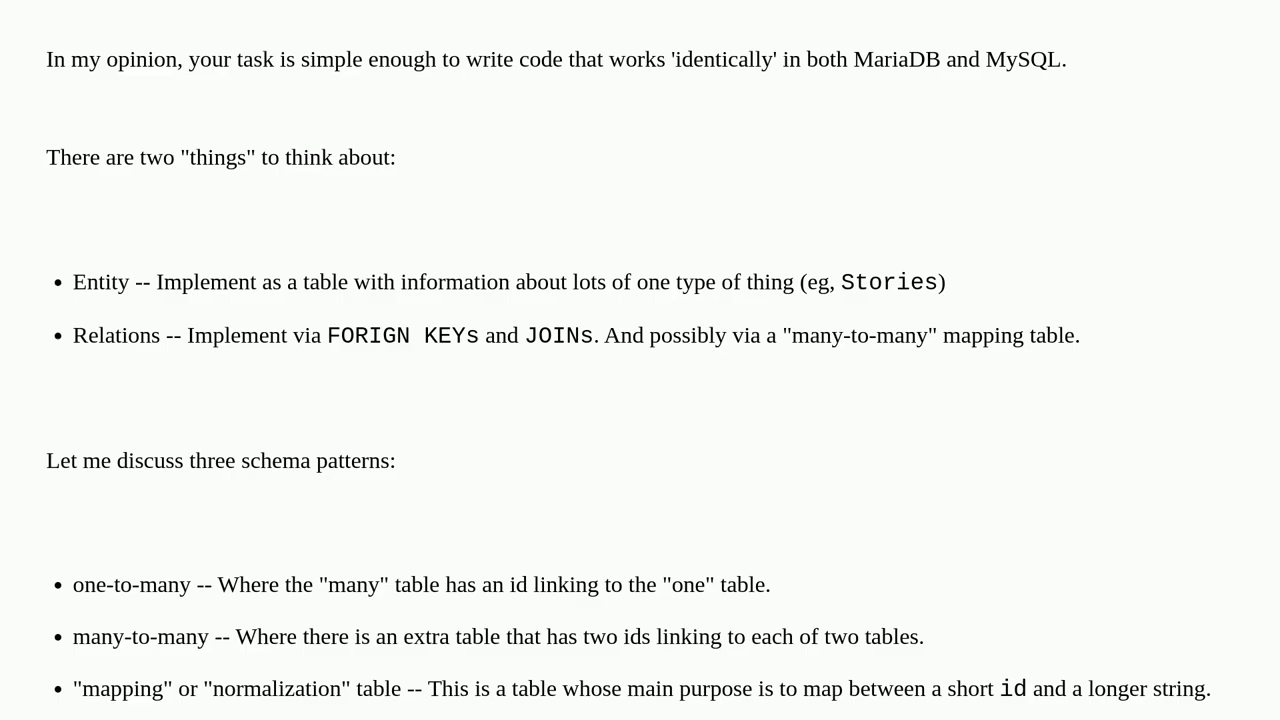 In my opinion, your task is simple enough to write code that works 'identically' in both MariaDB and MySQL.
There are two "things" to think about:
• Entity -- Implement as a table with information about lots of one type of thing (eg, Stories)
• Relations -- Implement via FORIGN KEYs and JOINs. And possibly via a "many-to-many" mapping table.
Let me discuss three schema patterns:
• one-to-many -- Where the "many" table has an id linking to the "one" table.
• many-to-many -- Where there is an extra table that has two ids linking to each of two tables.
• "mapping" or "normalization" table -- This is a table whose main purpose is to map between a short id and a longer string.